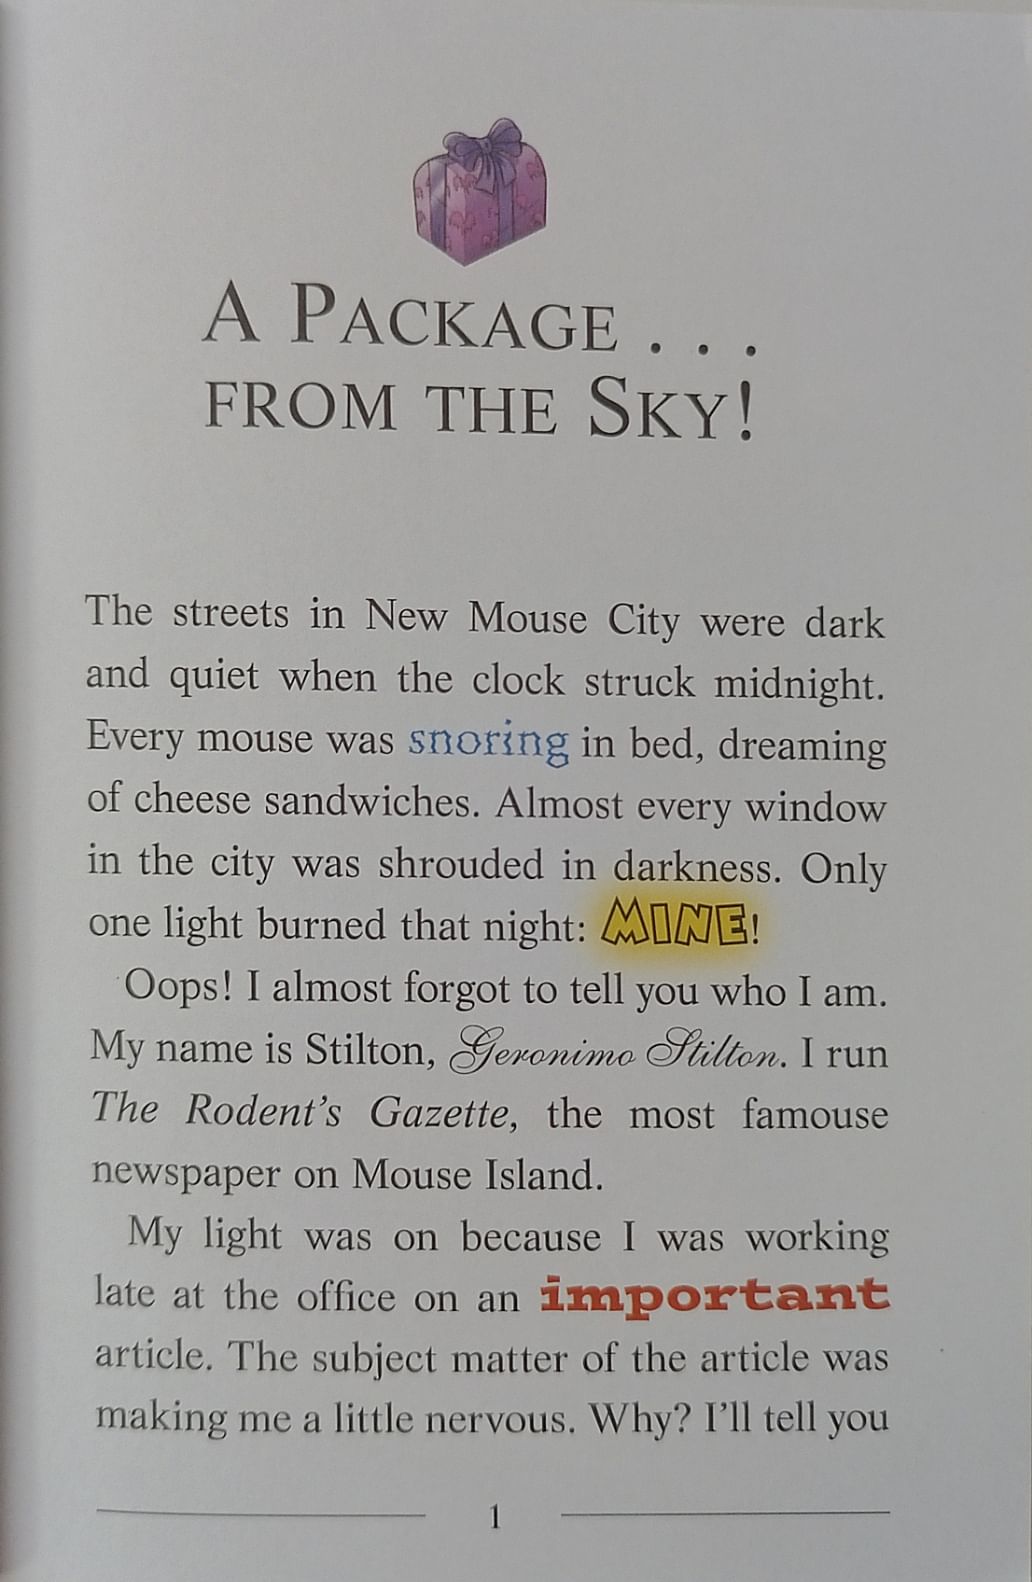 A PACKAGE . . .
FROM THE SKY!
The streets in New Mouse City were dark
and quiet when the clock struck midnight.
Every mouse was snoring in bed, dreaming
of cheese sandwiches. Almost every window
in the city was shrouded in darkness. Only
one light burned that night: MINE!
Oops! I almost forgot to tell you who I am.
My name is Stilton, Geronimo Stilton. I run
The Rodent’s Gazette, the most famouse
newspaper on Mouse Island.
My light was on because I was working
late at the office on an important
article. The subject matter of the article was
making me a little nervous. Why? I’ll tell you
1